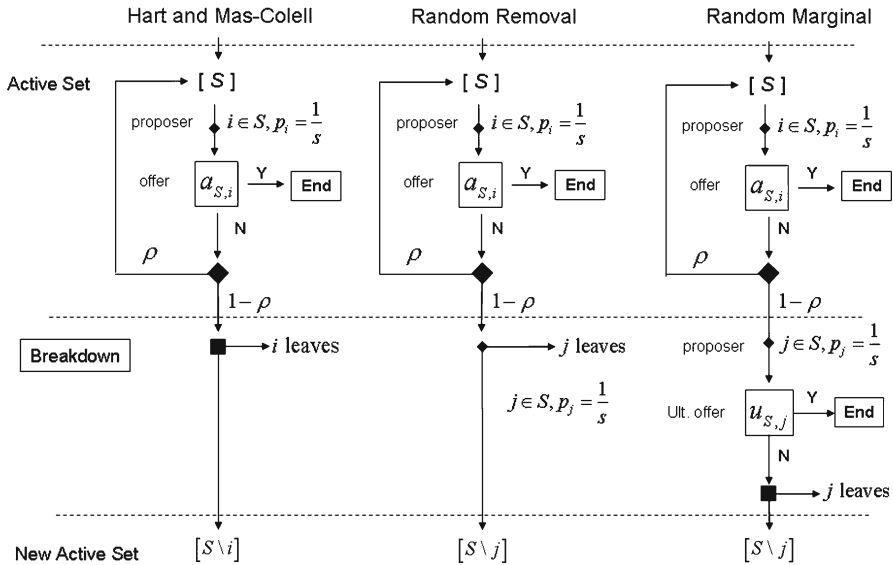 Hart and Mas-Colell Random Removal Random Marginal
Active Set [S] [S] [S]
proposer i ∈ S, p_i = 1/s proposer i ∈ S, p_i = 1/s proposer i ∈ S, p_i = 1/s
offer a_{S,i} Y End offer a_{S,i} Y End offer a_{S,i} Y End
N N N
ρ ρ ρ
1−ρ 1−ρ 1−ρ
Breakdown i leaves j leaves proposer j ∈ S, p_j = 1/s
j ∈ S, p_j = 1/s Ult. offer u_{S,j} Y End
N
j leaves
New Active Set [S \ i] [S \ j] [S \ j]